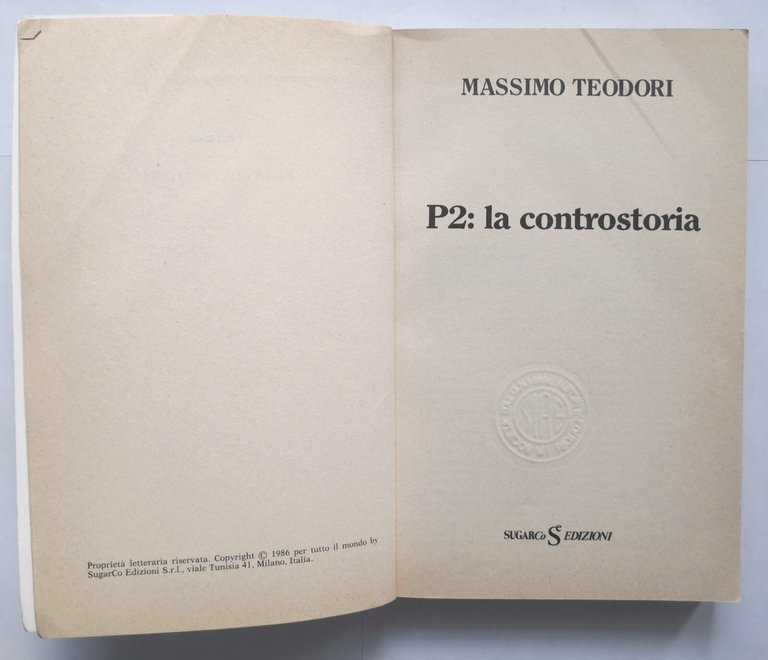 Proprietà letteraria riservata. Copyright © 1986 per tutto il mondo by
SugarCo Edizioni S.r.l., viale Tunisia 41, Milano, Italia.
MASSIMO TEODORI
P2: la controstoria
SUGARCo Se EDIZIONI